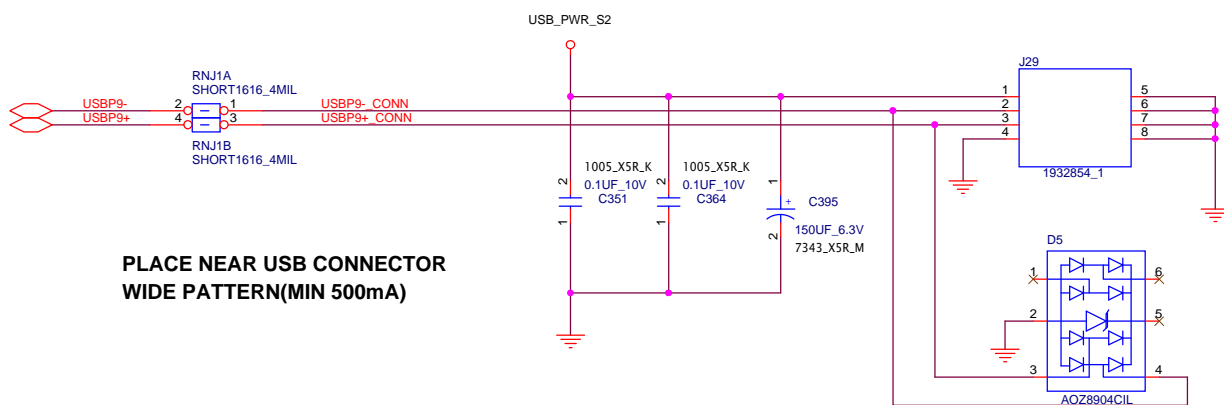 USB_PWR_S2
RNJ1A
SHORT1616_4MIL
USBP9-
2
1
USBP9-_CONN
USBP9+
4
3
USBP9+_CONN
RNJ1B
SHORT1616_4MIL
J29
1
2
3
4
5
6
7
8
1932854_1
2
1005_X5R_K
0.1UF_10V
C351
1
2
1005_X5R_K
0.1UF_10V
C364
1
1
+
C395
150UF_6.3V
2
7343_X5R_M
PLACE NEAR USB CONNECTOR
WIDE PATTERN(MIN 500mA)
D5
1
6
2
5
3
4
AOZ8904CIL